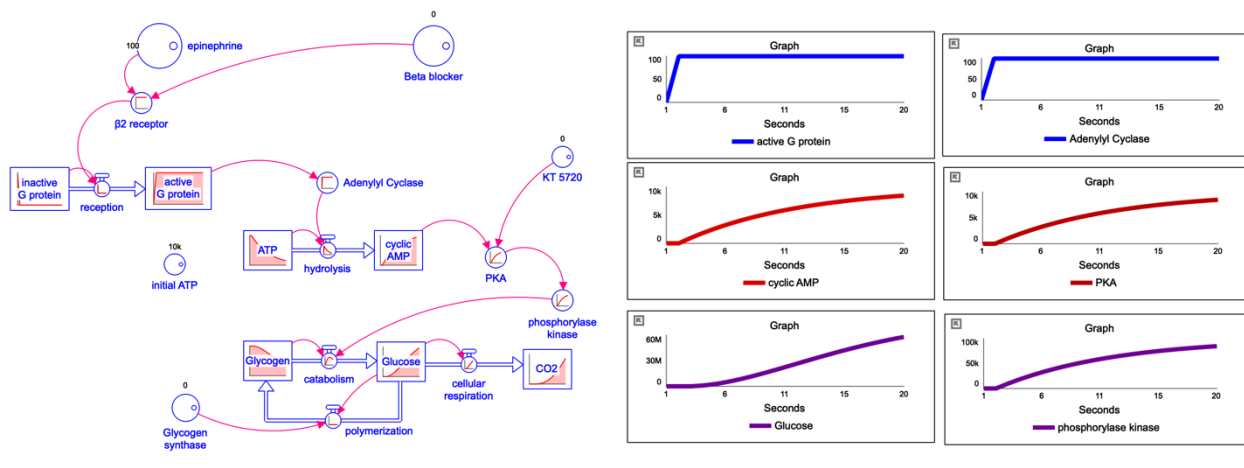 0
epinephrine
100
0
Beta blocker
β2 receptor
inactive
G protein
reception
active
G protein
Adenylyl Cyclase
0
KT 5720
10k
initial ATP
ATP
hydrolysis
cyclic
AMP
PKA
phosphorylase
kinase
Glycogen
catabolism
Glucose
cellular
respiration
CO2
0
Glycogen
synthase
polymerization
Graph
100
50
0
1 6 11 15 20
Seconds
active G protein
Graph
100
50
0
1 6 11 15 20
Seconds
Adenylyl Cyclase
Graph
10k
5k
0
1 6 11 15 20
Seconds
cyclic AMP
Graph
10k
5k
0
1 6 11 15 20
Seconds
PKA
Graph
60M
30M
0
1 6 11 15 20
Seconds
Glucose
Graph
100k
50k
0
1 6 11 15 20
Seconds
phosphorylase kinase